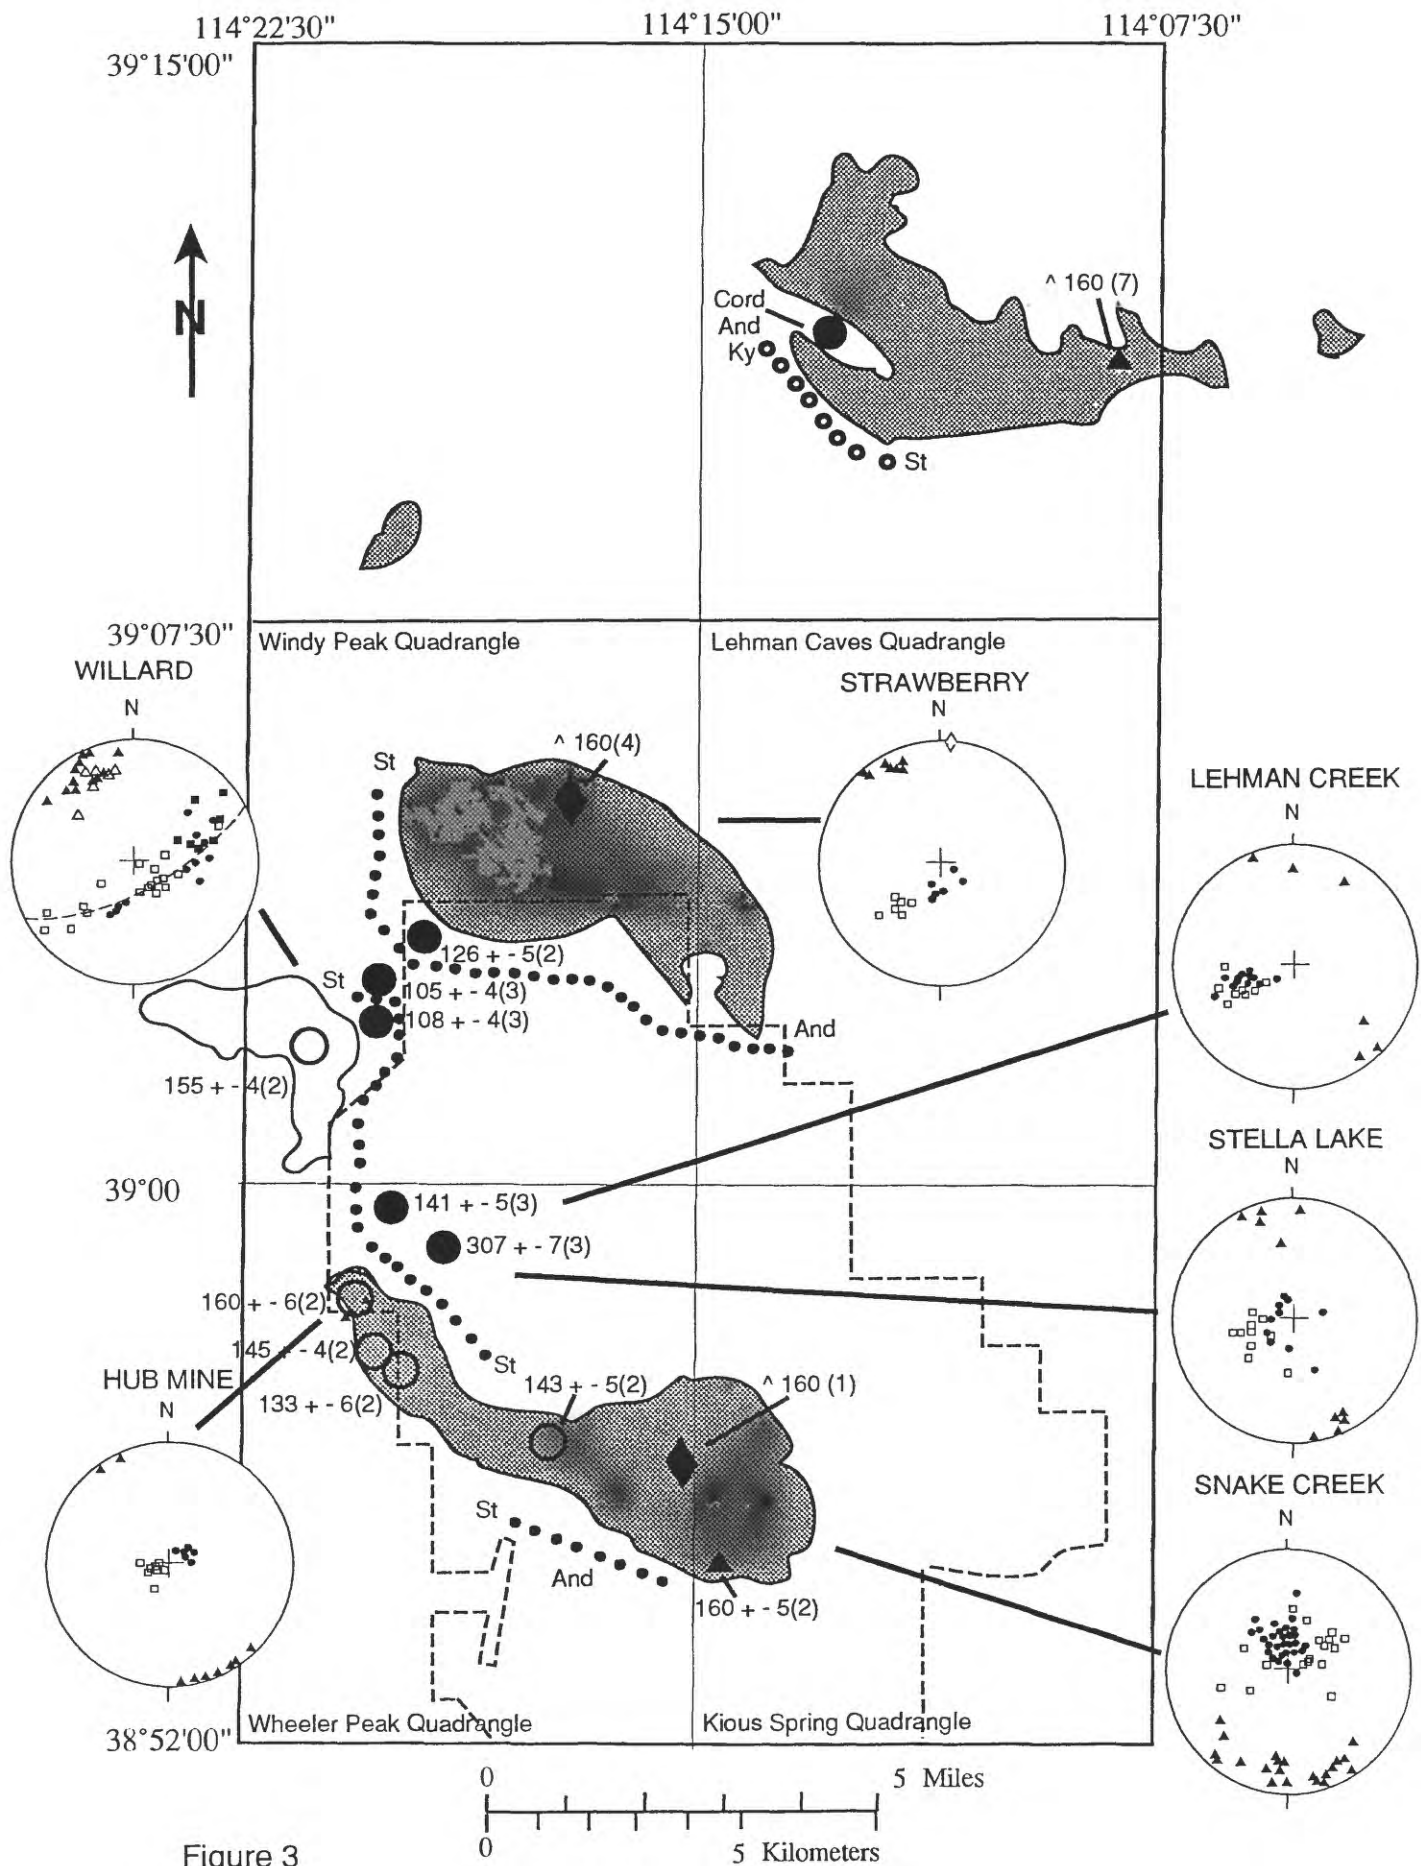 114°22'30" 114°15'00" 114°07'30"
39°15'00"
N
^ 160 (7)
Cord
And
Ky
St
39°07'30"
Windy Peak Quadrangle
Lehman Caves Quadrangle
WILLARD
N
STRAWBERRY
N
St
^ 160(4)
LEHMAN CREEK
N
126 + - 5(2)
St
105 + - 4(3)
108 + - 4(3)
And
155 + - 4(2)
STELLA LAKE
N
39°00
141 + - 5(3)
307 + - 7(3)
160 + - 6(2)
145 + - 4(2)
St
HUB MINE
N
133 + - 6(2)
143 + - 5(2)
^ 160 (1)
SNAKE CREEK
N
St
And
160 + - 5(2)
38°52'00"
Wheeler Peak Quadrangle
Kious Spring Quadrangle
0 5 Miles
0 5 Kilometers
Figure 3